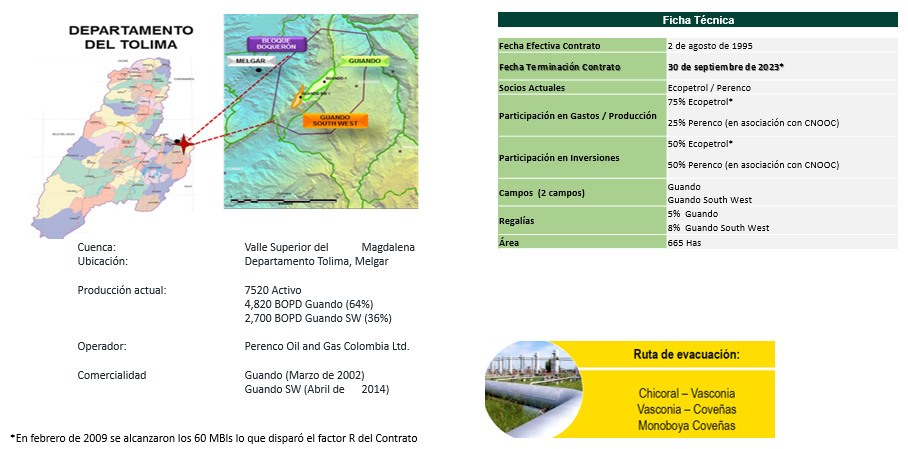 DEPARTAMENTO
DEL TOLIMA
BLOQUE
BOQUERÓN
MELGAR
GUANDO
GUANDO
SOUTH WEST
Cuenca: Valle Superior del Magdalena
Ubicación: Departamento Tolima, Melgar
Producción actual: 7520 Activo
4,820 BOPD Guando (64%)
2,700 BOPD Guando SW (36%)
Operador: Perenco Oil and Gas Colombia Ltd.
Comercialidad Guando (Marzo de 2002)
Guando SW (Abril de 2014)
*En febrero de 2009 se alcanzaron los 60 MBls lo que disparó el factor R del Contrato
Ficha Técnica
Fecha Efectiva Contrato 2 de agosto de 1995
Fecha Terminación Contrato 30 de septiembre de 2023*
Socios Actuales Ecopetrol / Perenco
Participación en Gastos / Producción 75% Ecopetrol*
25% Perenco (en asociación con CNOOC)
Participación en Inversiones 50% Ecopetrol*
50% Perenco (en asociación con CNOOC)
Campos (2 campos) Guando
Guando South West
Regalías 5% Guando
8% Guando South West
Área 665 Has
Ruta de evacuación:
Chicoral – Vasconia
Vasconia – Coveñas
Monoboya Coveñas